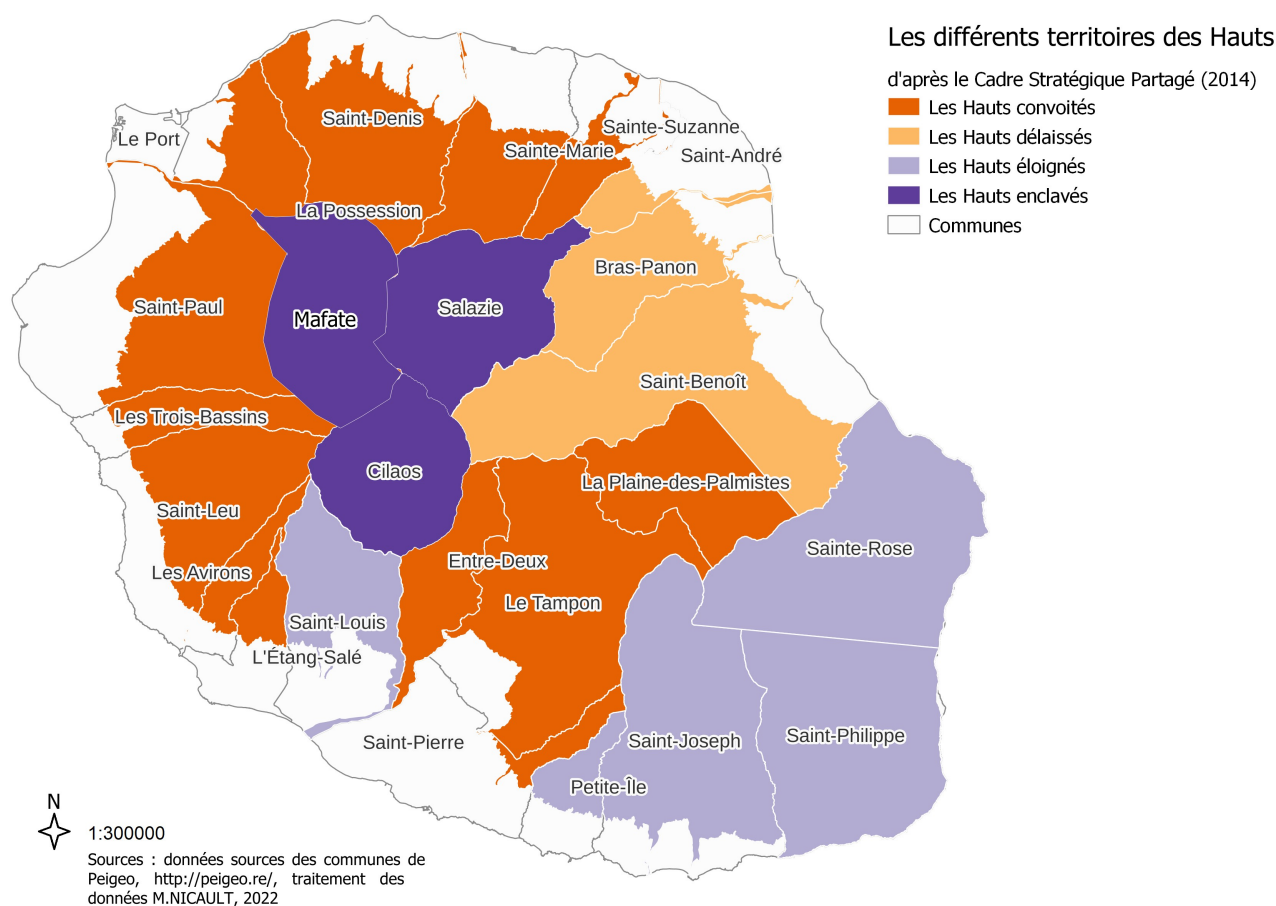 Les différents territoires des Hauts
d'après le Cadre Stratégique Partagé (2014)
Les Hauts convoités
Les Hauts délaissés
Les Hauts éloignés
Les Hauts enclavés
Communes
Saint-Denis
Le Port
Sainte-Suzanne
Sainte-Marie
Saint-André
La Possession
Bras-Panon
Saint-Paul
Salazie
Mafate
Saint-Benoît
Les Trois-Bassins
Cilaos
La Plaine-des-Palmistes
Saint-Leu
Sainte-Rose
Entre-Deux
Les Avirons
Le Tampon
Saint-Louis
L'Étang-Salé
Saint-Philippe
Saint-Pierre
Saint-Joseph
Petite-Île
N
1:300000
Sources : données sources des communes de
Peigeo, http://peigeo.re/, traitement des
données M.NICAULT, 2022